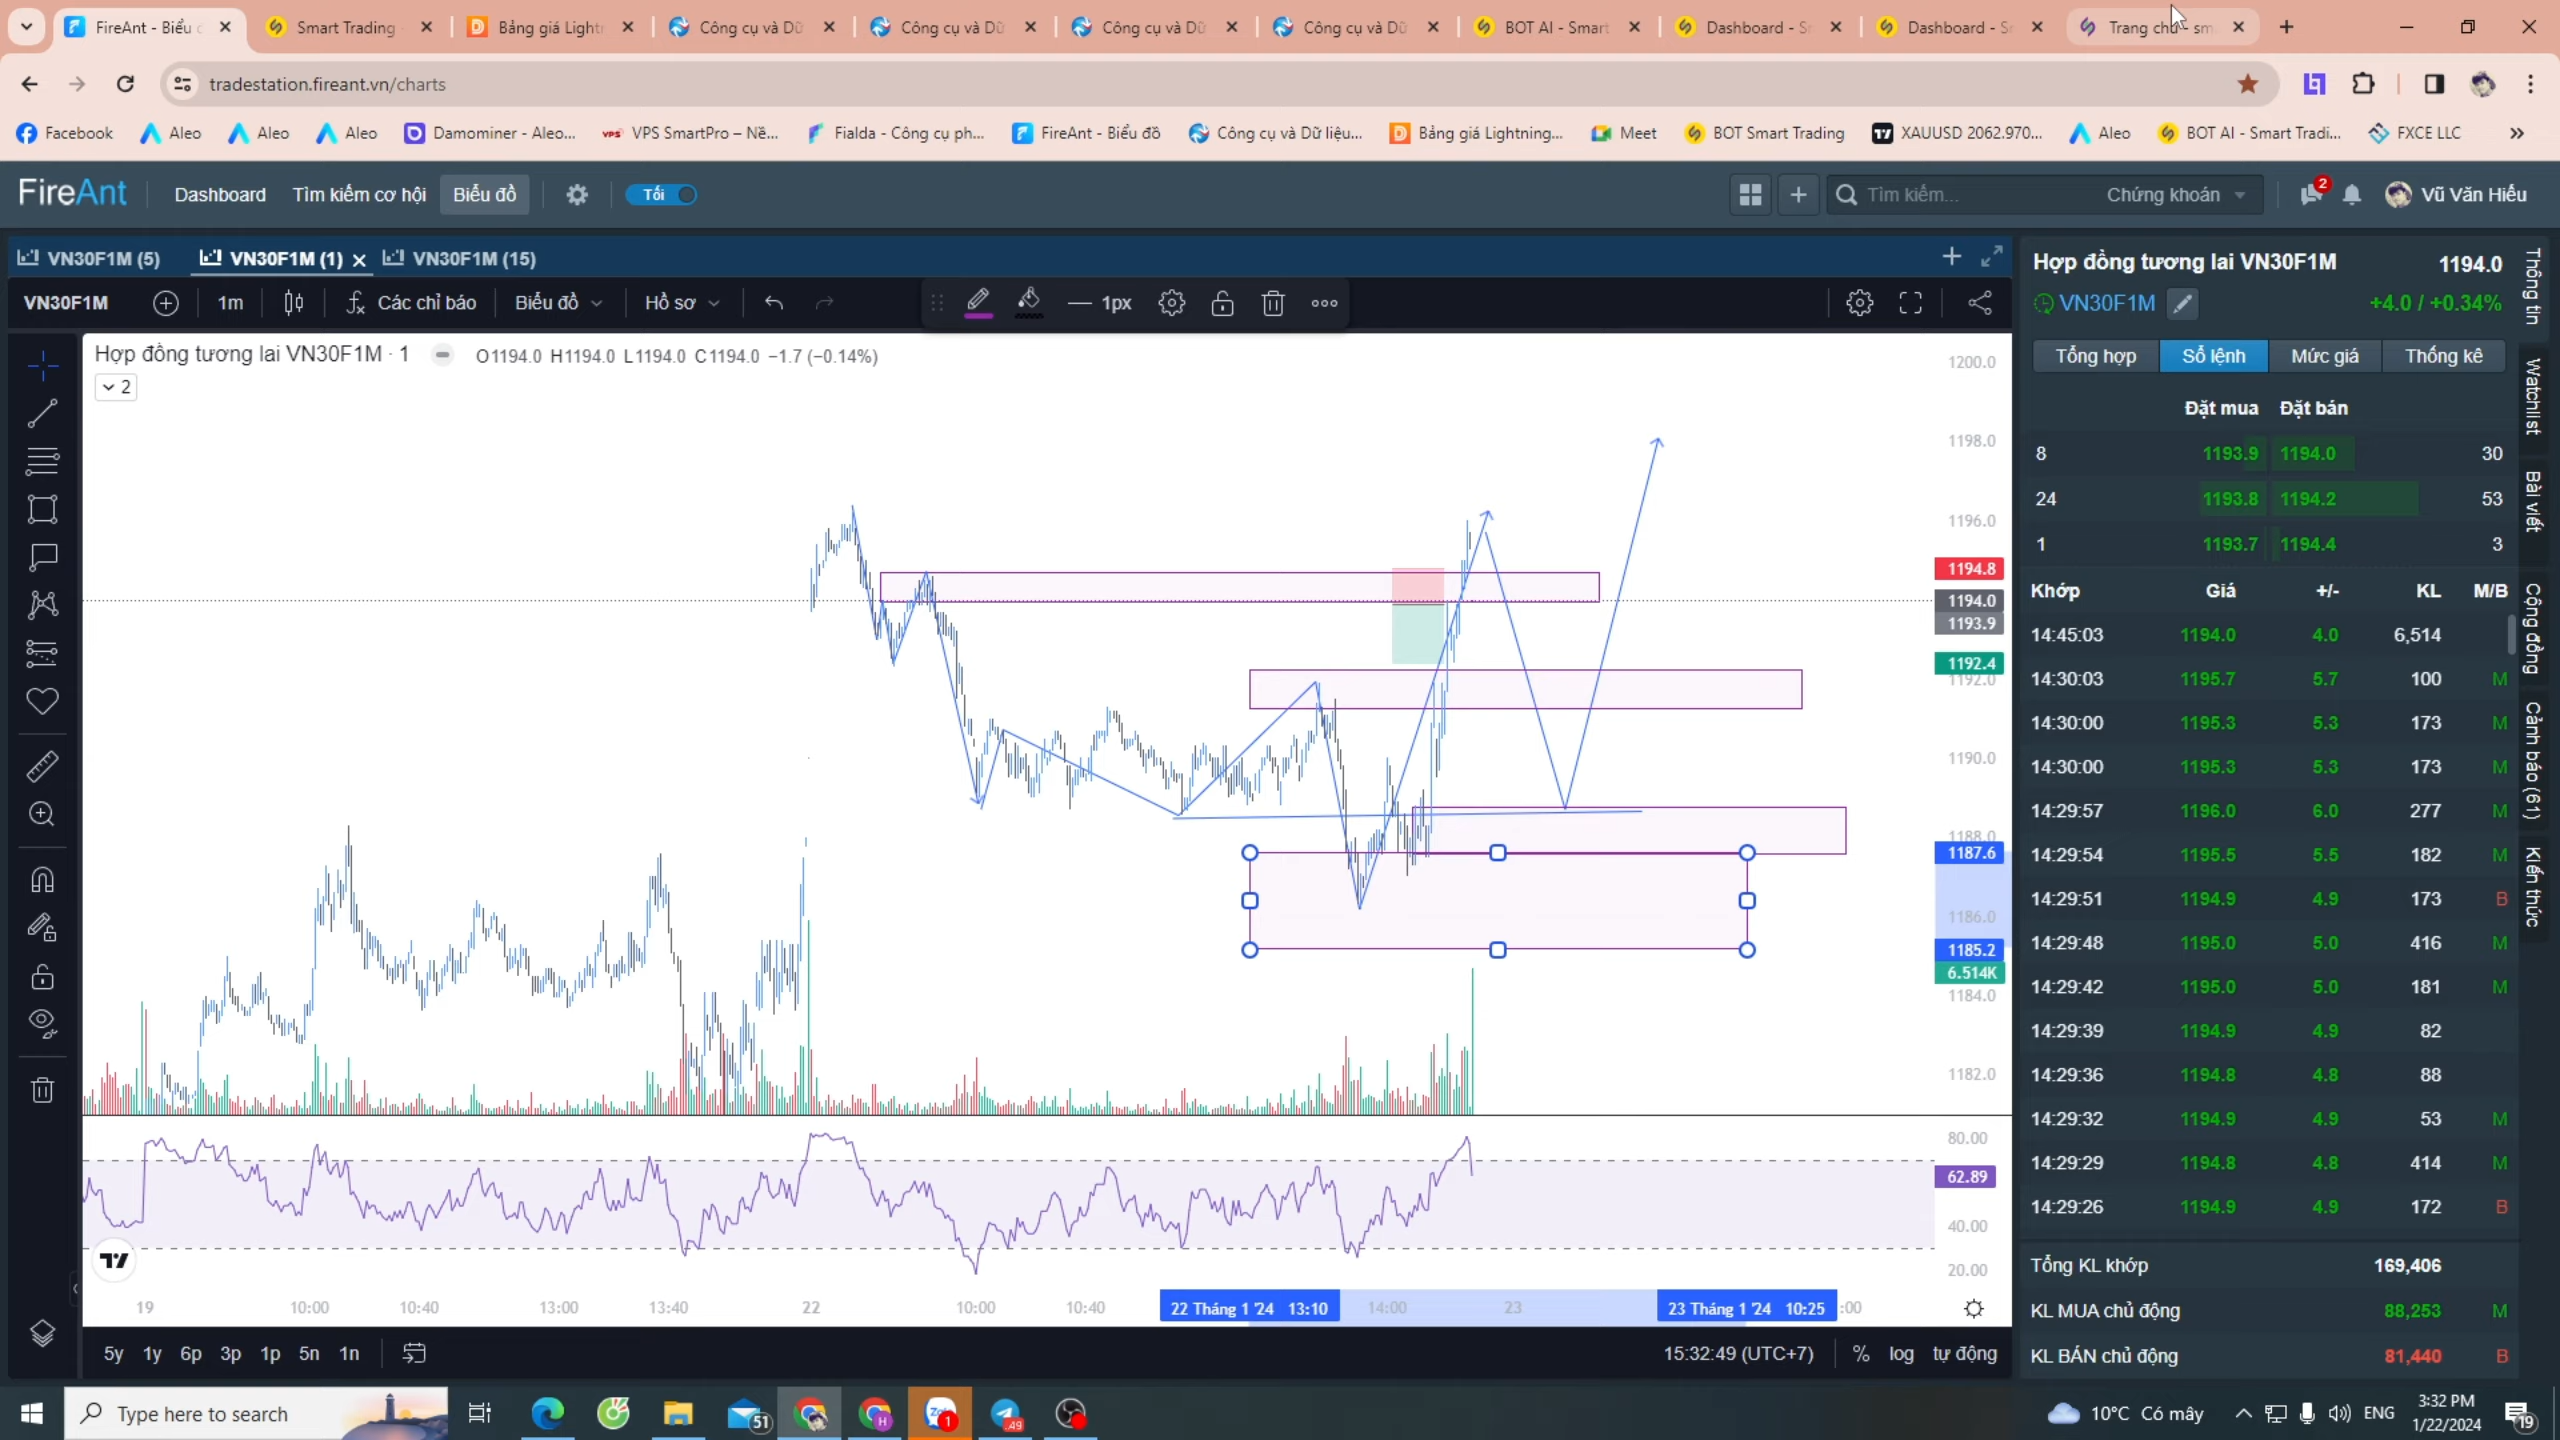 FireAnt - Biểu đ
Smart Trading
Bảng giá Lightn
Công cụ và Dữ
Công cụ và Dữ
Công cụ và Dữ
Công cụ và Dữ
BOT AI - Smart
Dashboard - S
Dashboard - S
Trang chủ - sm
tradestation.fireant.vn/charts
Facebook
Aleo
Aleo
Aleo
Damominer - Aleo...
VPS SmartPro – Nề...
Fialda - Công cụ ph...
FireAnt - Biểu đồ
Công cụ và Dữ liệu...
Bảng giá Lightning...
Meet
BOT Smart Trading
XAUUSD 2062.970...
Aleo
BOT AI - Smart Tradi...
FXCE LLC
FireAnt
Dashboard
Tìm kiếm cơ hội
Biểu đồ
Tối
Tìm kiếm...
Chứng khoán
2
Vũ Văn Hiếu
VN30F1M (5)
VN30F1M (1)
VN30F1M (15)
VN30F1M
1m
Các chỉ báo
Biểu đồ
Hồ sơ
1px
Hợp đồng tương lai VN30F1M · 1
O1194.0 H1194.0 L1194.0 C1194.0 −1.7 (−0.14%)
2
1200.0
1198.0
1196.0
1194.8
1194.0
1193.9
1192.4
1192.0
1190.0
1188.0
1187.6
1186.0
1185.2
6.514K
1184.0
1182.0
80.00
62.89
40.00
20.00
19
10:00
10:40
13:00
13:40
22
10:00
10:40
22 Tháng 1 '24 13:10
14:00
23
23 Tháng 1 '24 10:25
:00
5y 1y 6p 3p 1p 5n 1n
15:32:49 (UTC+7)
%
log
tự động
Hợp đồng tương lai VN30F1M 1194.0
VN30F1M +4.0 / +0.34%
Tổng hợp
Sổ lệnh
Mức giá
Thống kê
Đặt mua Đặt bán
8 1193.9 1194.0 30
24 1193.8 1194.2 53
1 1193.7 1194.4 3
Khớp Giá +/- KL M/B
14:45:03 1194.0 4.0 6,514
14:30:03 1195.7 5.7 100 M
14:30:00 1195.3 5.3 173 M
14:30:00 1195.3 5.3 173 M
14:29:57 1196.0 6.0 277 M
14:29:54 1195.5 5.5 182 M
14:29:51 1194.9 4.9 173 B
14:29:48 1195.0 5.0 416 M
14:29:42 1195.0 5.0 181 M
14:29:39 1194.9 4.9 82
14:29:36 1194.8 4.8 88
14:29:32 1194.9 4.9 53 M
14:29:29 1194.8 4.8 414 M
14:29:26 1194.9 4.9 172 B
Tổng KL khớp 169,406
KL MUA chủ động 88,253 M
KL BÁN chủ động 81,440 B
Thông tin
Watchlist
Bài viết
Cộng đồng
Cảnh báo (61)
Kiến thức
Type here to search
51
Zalo
1
49
10°C Có mây
ENG
3:32 PM
1/22/2024
19